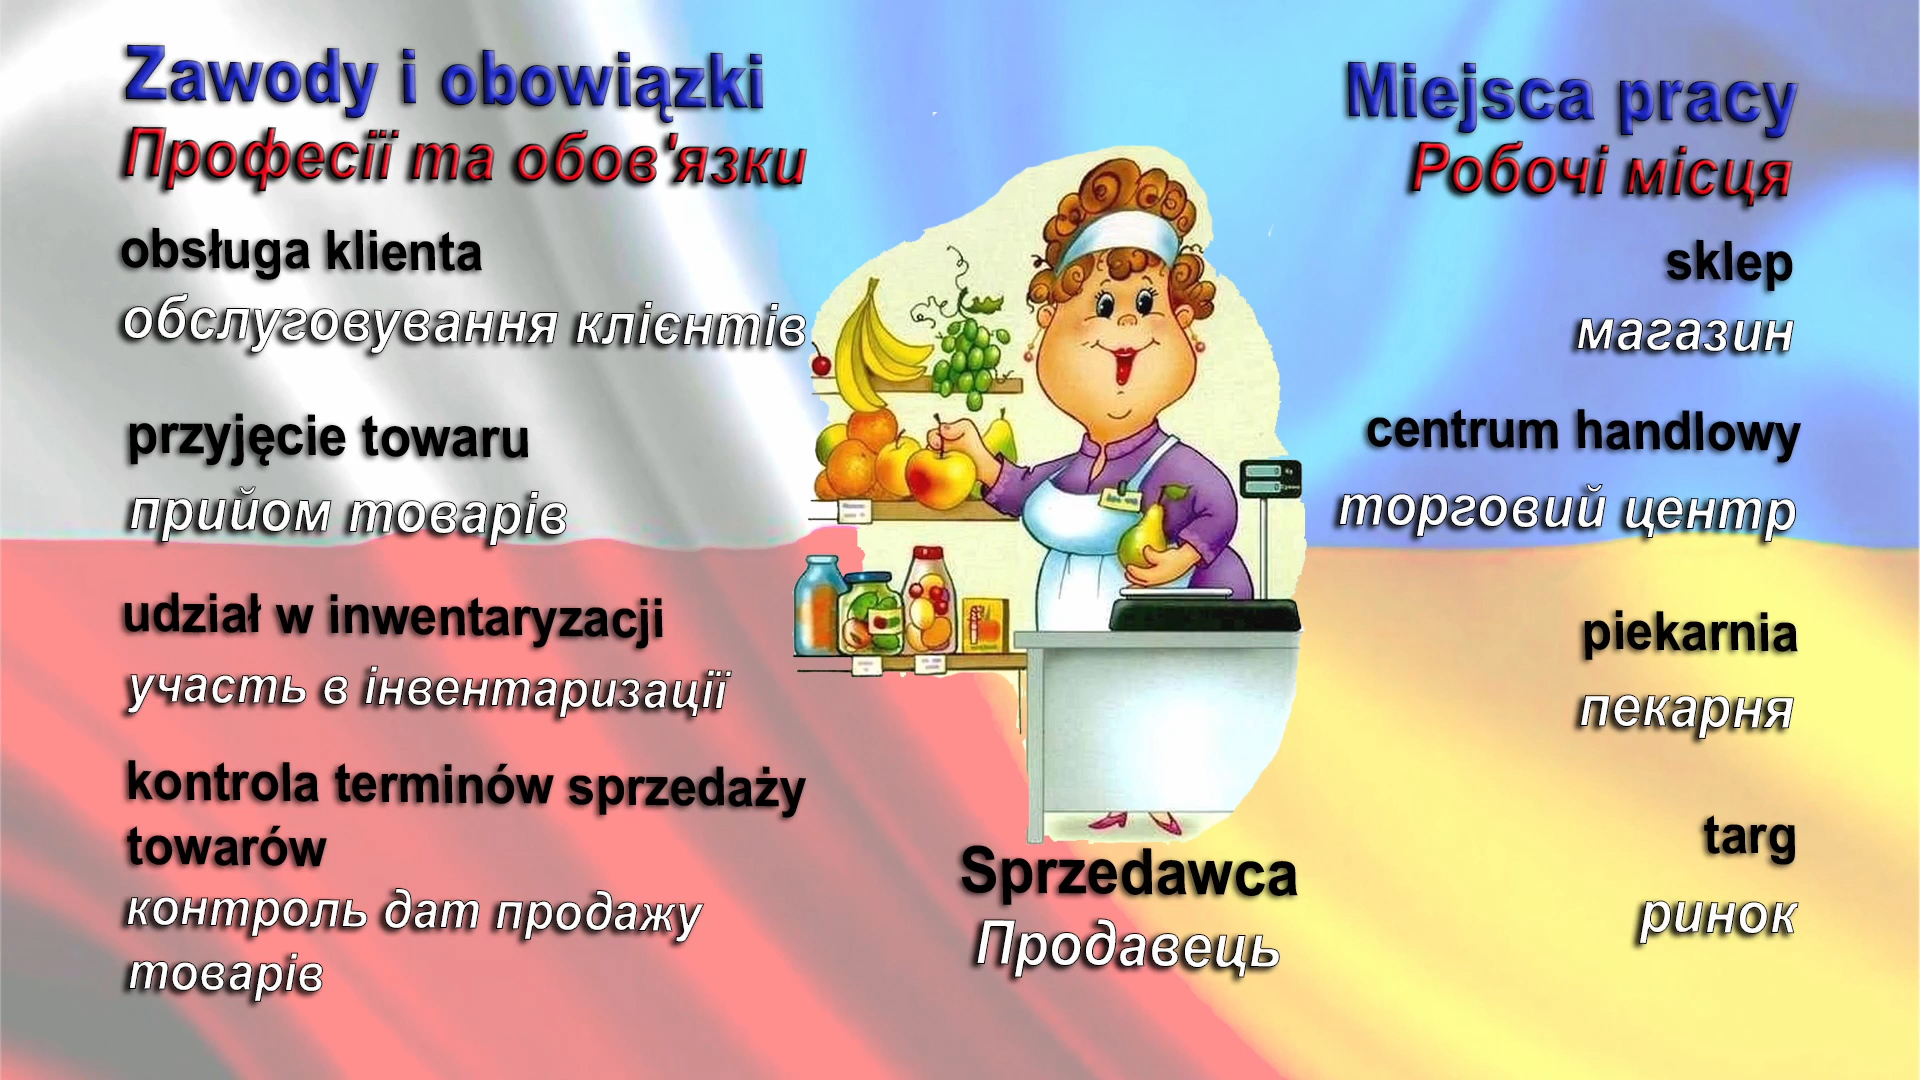 Zawody i obowiązki
Професії та обов'язки
obsługa klienta
обслуговування клієнтів
przyjęcie towaru
прийом товарів
udział w inwentaryzacji
участь в інвентаризації
kontrola terminów sprzedaży
towarów
контроль дат продажу
товарів
Sprzedawca
Продавець
Miejsca pracy
Робочі місця
sklep
магазин
centrum handlowy
торговий центр
piekarnia
пекарня
targ
ринок